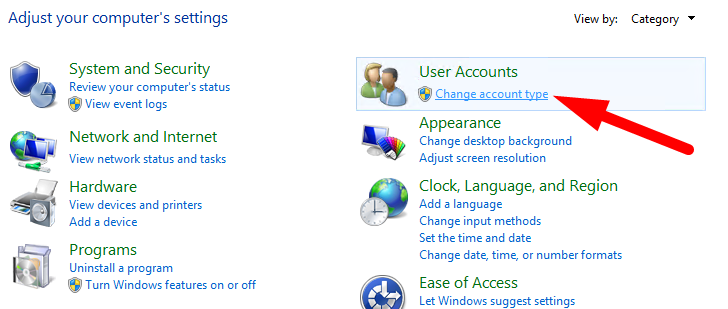 Adjust your computer's settings
View by: Category
System and Security
Review your computer's status
View event logs
Network and Internet
View network status and tasks
Hardware
View devices and printers
Add a device
Programs
Uninstall a program
Turn Windows features on or off
User Accounts
Change account type
Appearance
Change desktop background
Adjust screen resolution
Clock, Language, and Region
Add a language
Change input methods
Set the time and date
Change date, time, or number formats
Ease of Access
Let Windows suggest settings